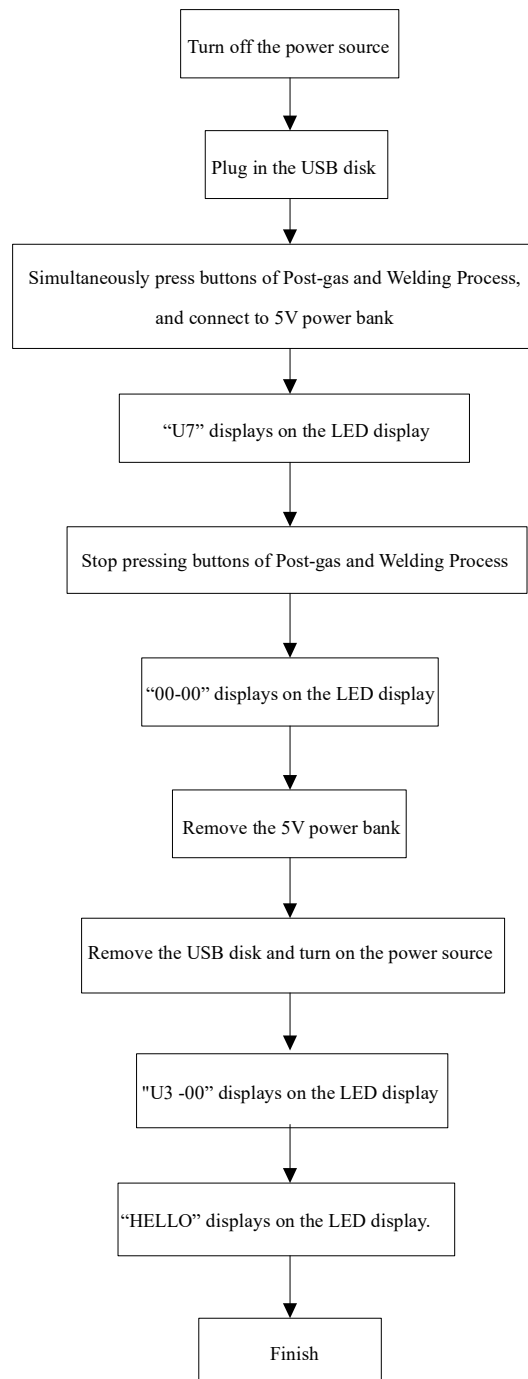 Turn off the power source
Plug in the USB disk
Simultaneously press buttons of Post-gas and Welding Process,
and connect to 5V power bank
“U7” displays on the LED display
Stop pressing buttons of Post-gas and Welding Process
“00-00” displays on the LED display
Remove the 5V power bank
Remove the USB disk and turn on the power source
"U3 -00” displays on the LED display
“HELLO” displays on the LED display.
Finish